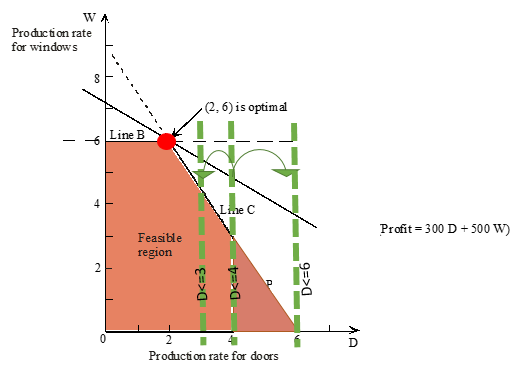 W
Production rate
for windows
8
(2, 6) is optimal
Line B
6
4
Line C
Profit = 300 D + 500 W)
Feasible
region
2
D<=3
D<=4
D<=6
P
0
2
4
6
D
Production rate for doors